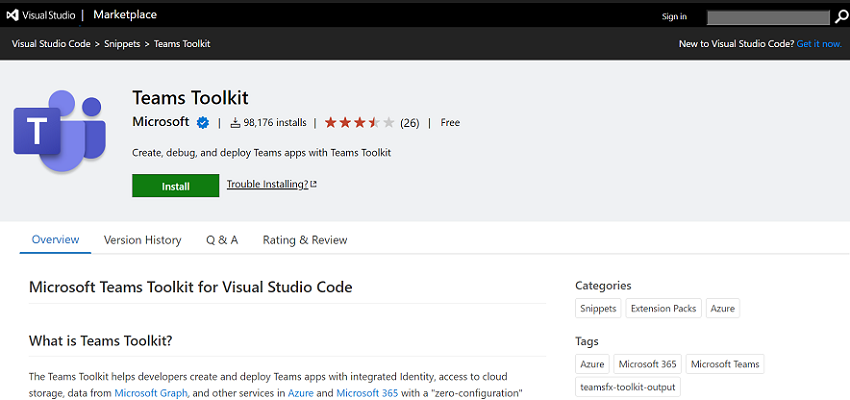 Visual Studio | Marketplace
Sign in
Visual Studio Code > Snippets > Teams Toolkit
New to Visual Studio Code? Get it now.
T
Teams Toolkit
Microsoft | 98,176 installs | (26) | Free
Create, debug, and deploy Teams apps with Teams Toolkit
Install Trouble Installing?
Overview Version History Q & A Rating & Review
Microsoft Teams Toolkit for Visual Studio Code
What is Teams Toolkit?
The Teams Toolkit helps developers create and deploy Teams apps with integrated Identity, access to cloud
storage, data from Microsoft Graph, and other services in Azure and Microsoft 365 with a "zero-configuration"
Categories
Snippets Extension Packs Azure
Tags
Azure Microsoft 365 Microsoft Teams
teamsfx-toolkit-output